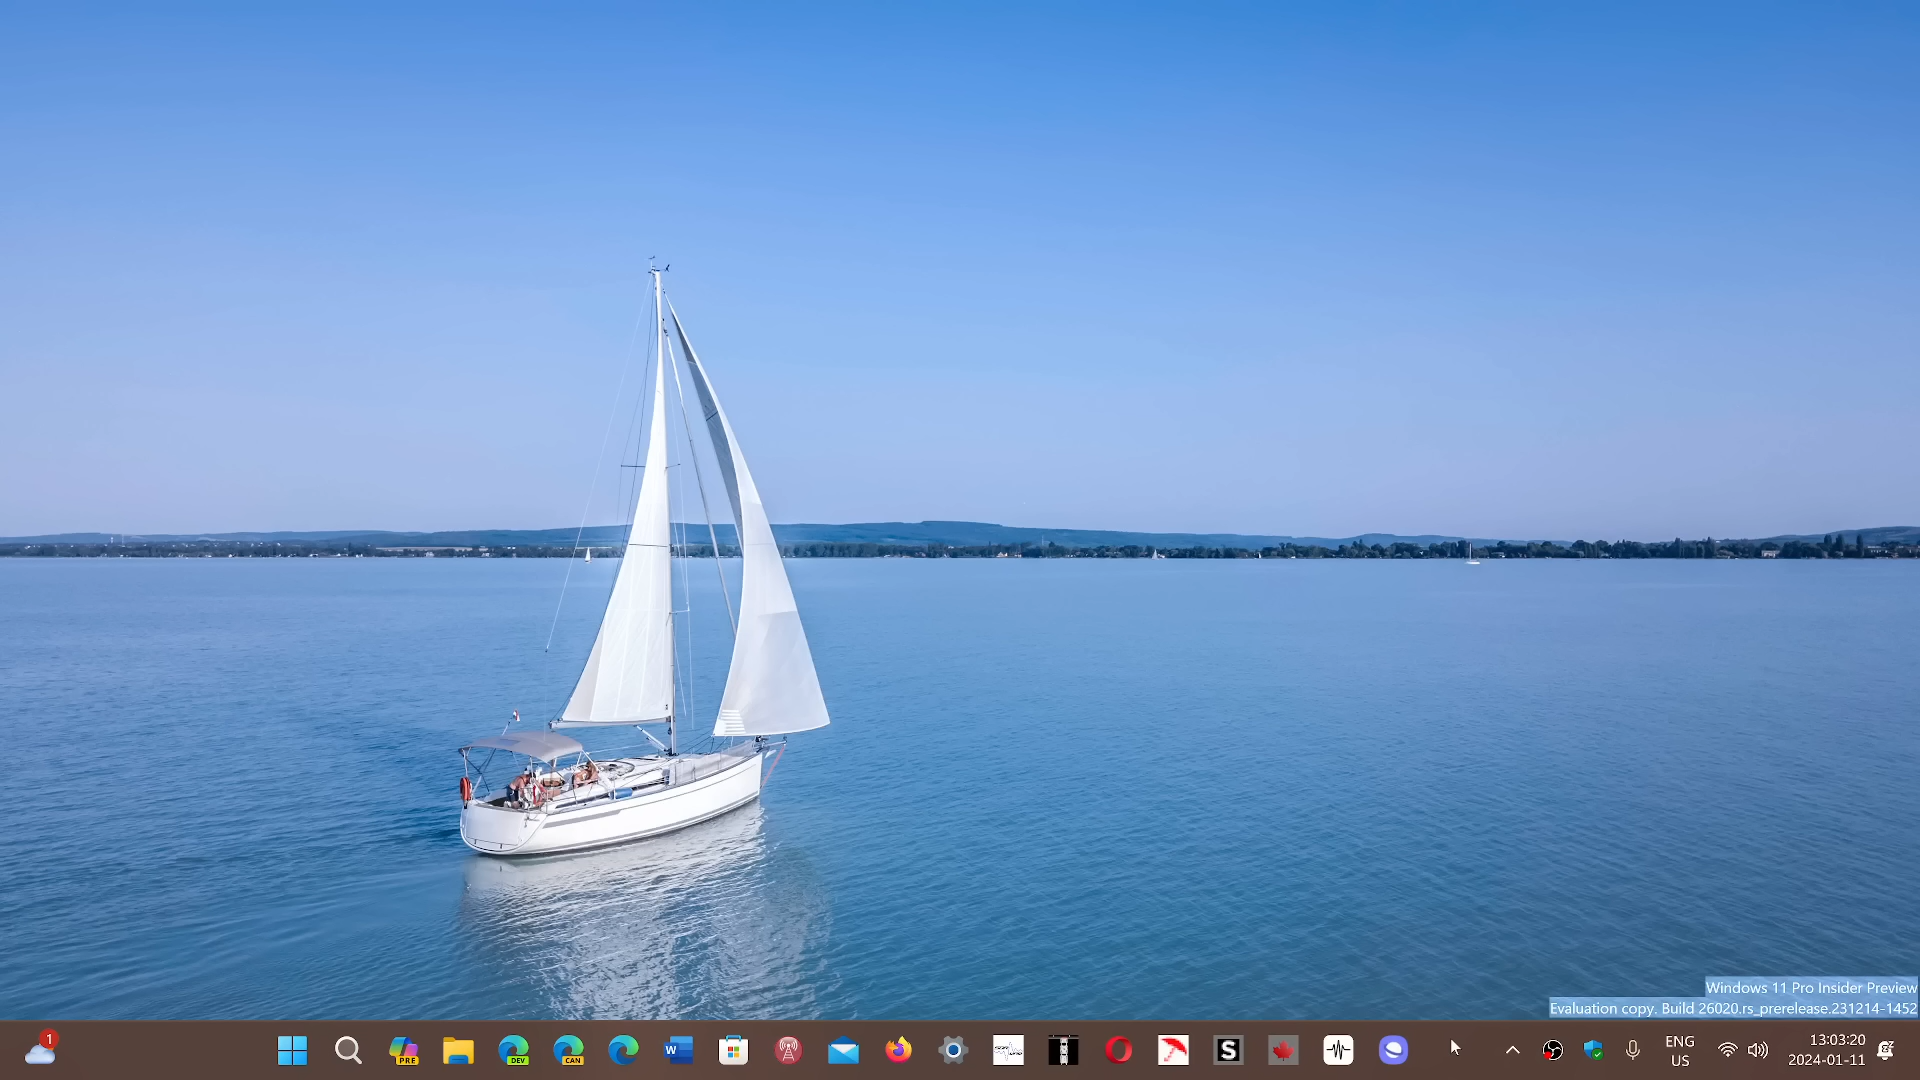 Windows 11 Pro Insider Preview
Evaluation copy. Build 26020.rs_prerelease.231214-1452
1
PRE
DEV
CAN
W
S
ENG
US
13:03:20
2024-01-11